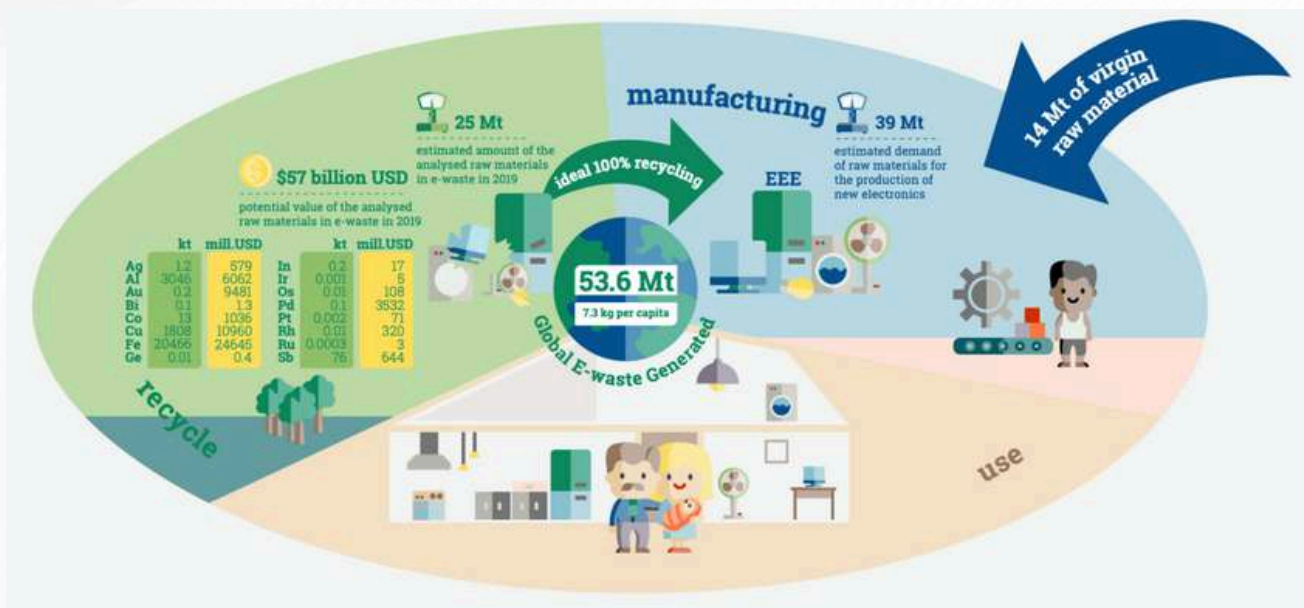 manufacturing
14 Mt of virgin
raw material
25 Mt
estimated amount of the
analysed raw materials
in e-waste in 2019
39 Mt
estimated demand
of raw materials for
the production of
new electronics
ideal 100% recycling
EEE
$57 billion USD
potential value of the analysed
raw materials in e-waste in 2019
kt mill.USD kt mill.USD
Ag 1.2 579 In 0.2 17
Al 3046 6062 Ir 0.001 5
Au 0.2 9481 Os 0.01 108
Bi 0.1 1.3 Pd 0.1 3532
Co 13 1036 Pt 0.002 71
Cu 1808 10960 Rh 0.01 320
Fe 20466 24645 Ru 0.0003 3
Ge 0.01 0.4 Sb 76 644
53.6 Mt
7.3 kg per capita
Global E-waste Generated
recycle
use